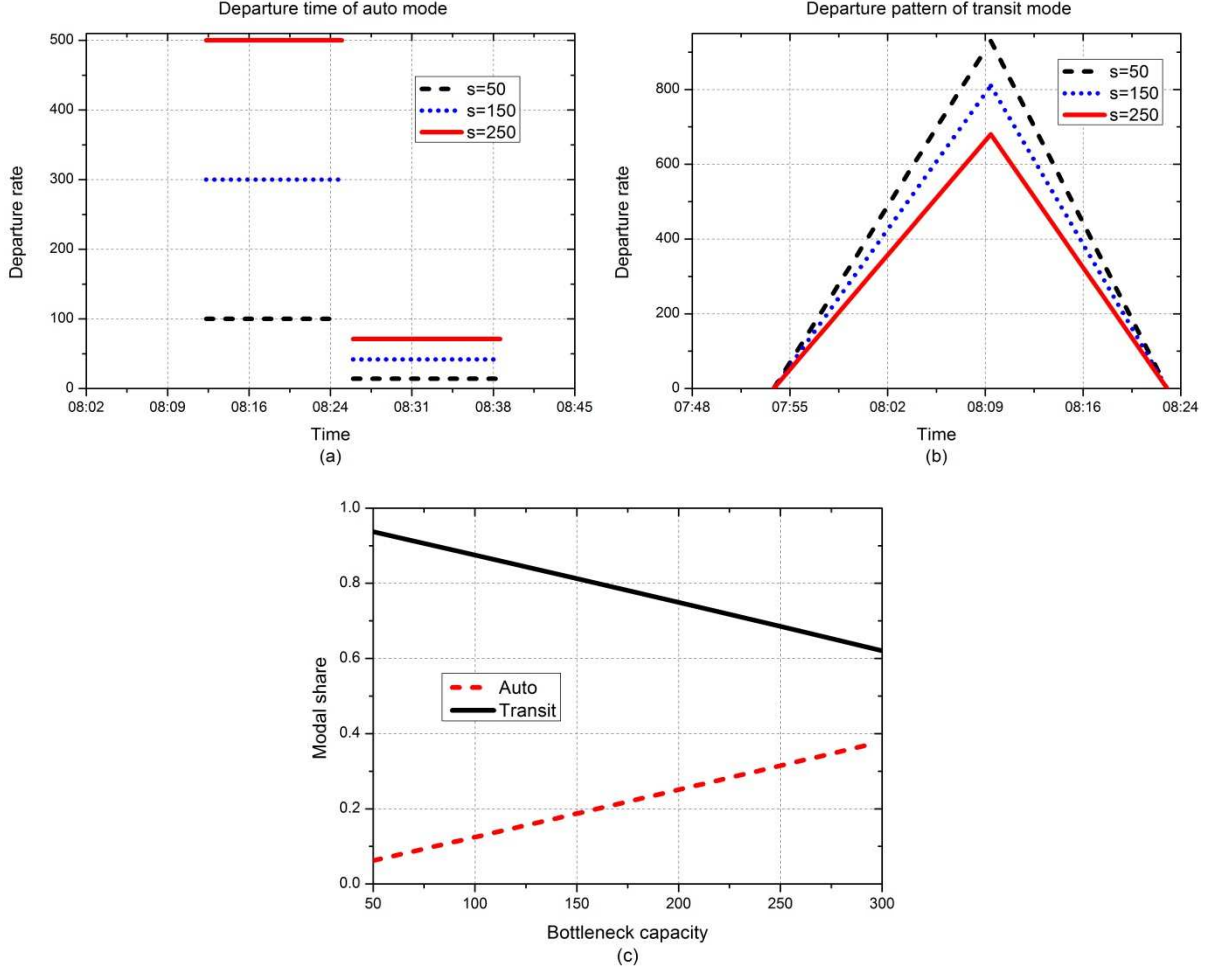 Departure time of auto mode
500
400
300
200
100
0
Departure rate
s=50
s=150
s=250
08:02 08:09 08:16 08:24 08:31 08:38 08:45
Time
(a)
Departure pattern of transit mode
800
600
400
200
0
Departure rate
s=50
s=150
s=250
07:48 07:55 08:02 08:09 08:16 08:24
Time
(b)
1.0
0.8
0.6
0.4
0.2
0.0
Modal share
Auto
Transit
50 100 150 200 250 300
Bottleneck capacity
(c)